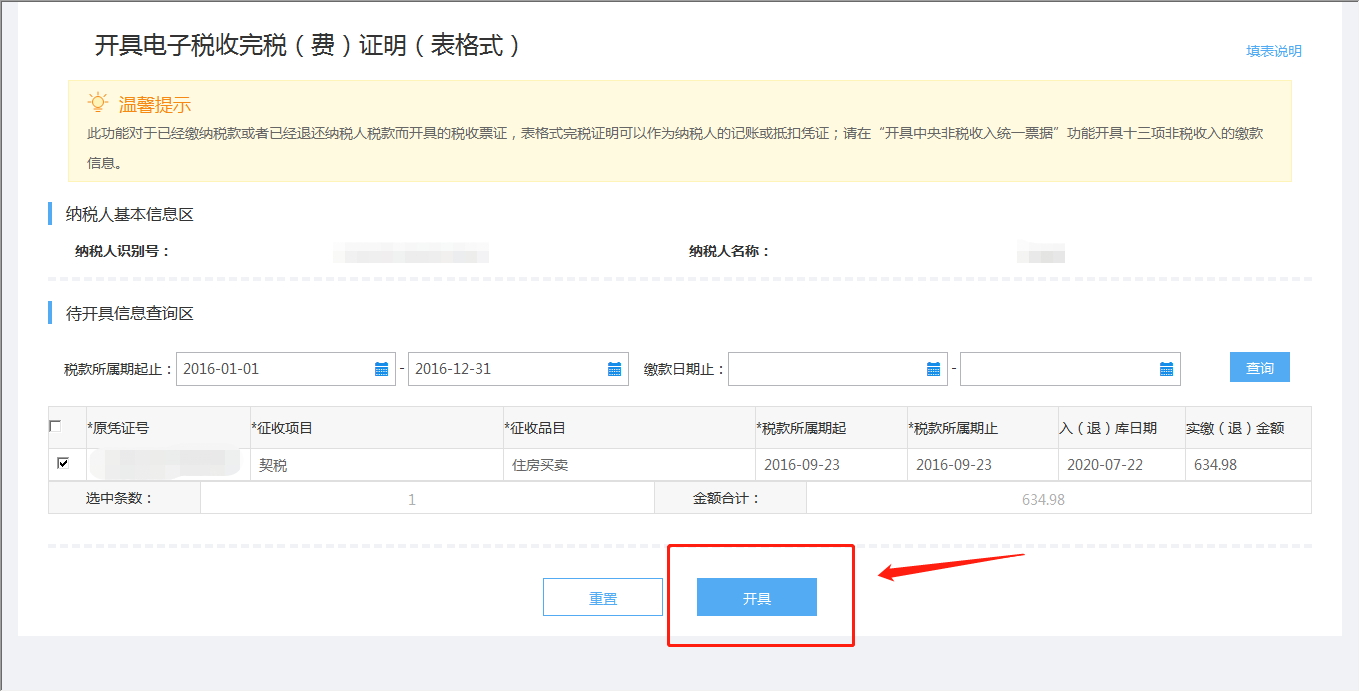 开具电子税收完税（费）证明（表格式）
填表说明
温馨提示
此功能对于已经缴纳税款或者已经退还纳税人税款而开具的税收票证，表格式完税证明可以作为纳税人的记账或抵扣凭证；请在“开具中央非税收入统一票据”功能开具十三项非税收入的缴款
信息。
纳税人基本信息区
纳税人识别号： 纳税人名称：
待开具信息查询区
税款所属期起止： 2016-01-01 - 2016-12-31 缴款日期止： - 查询
*原凭证号 *征收项目 *征收品目 *税款所属期起 *税款所属期止 入（退）库日期 实缴（退）金额
契税 住房买卖 2016-09-23 2016-09-23 2020-07-22 634.98
选中条数： 1 金额合计： 634.98
重置 开具